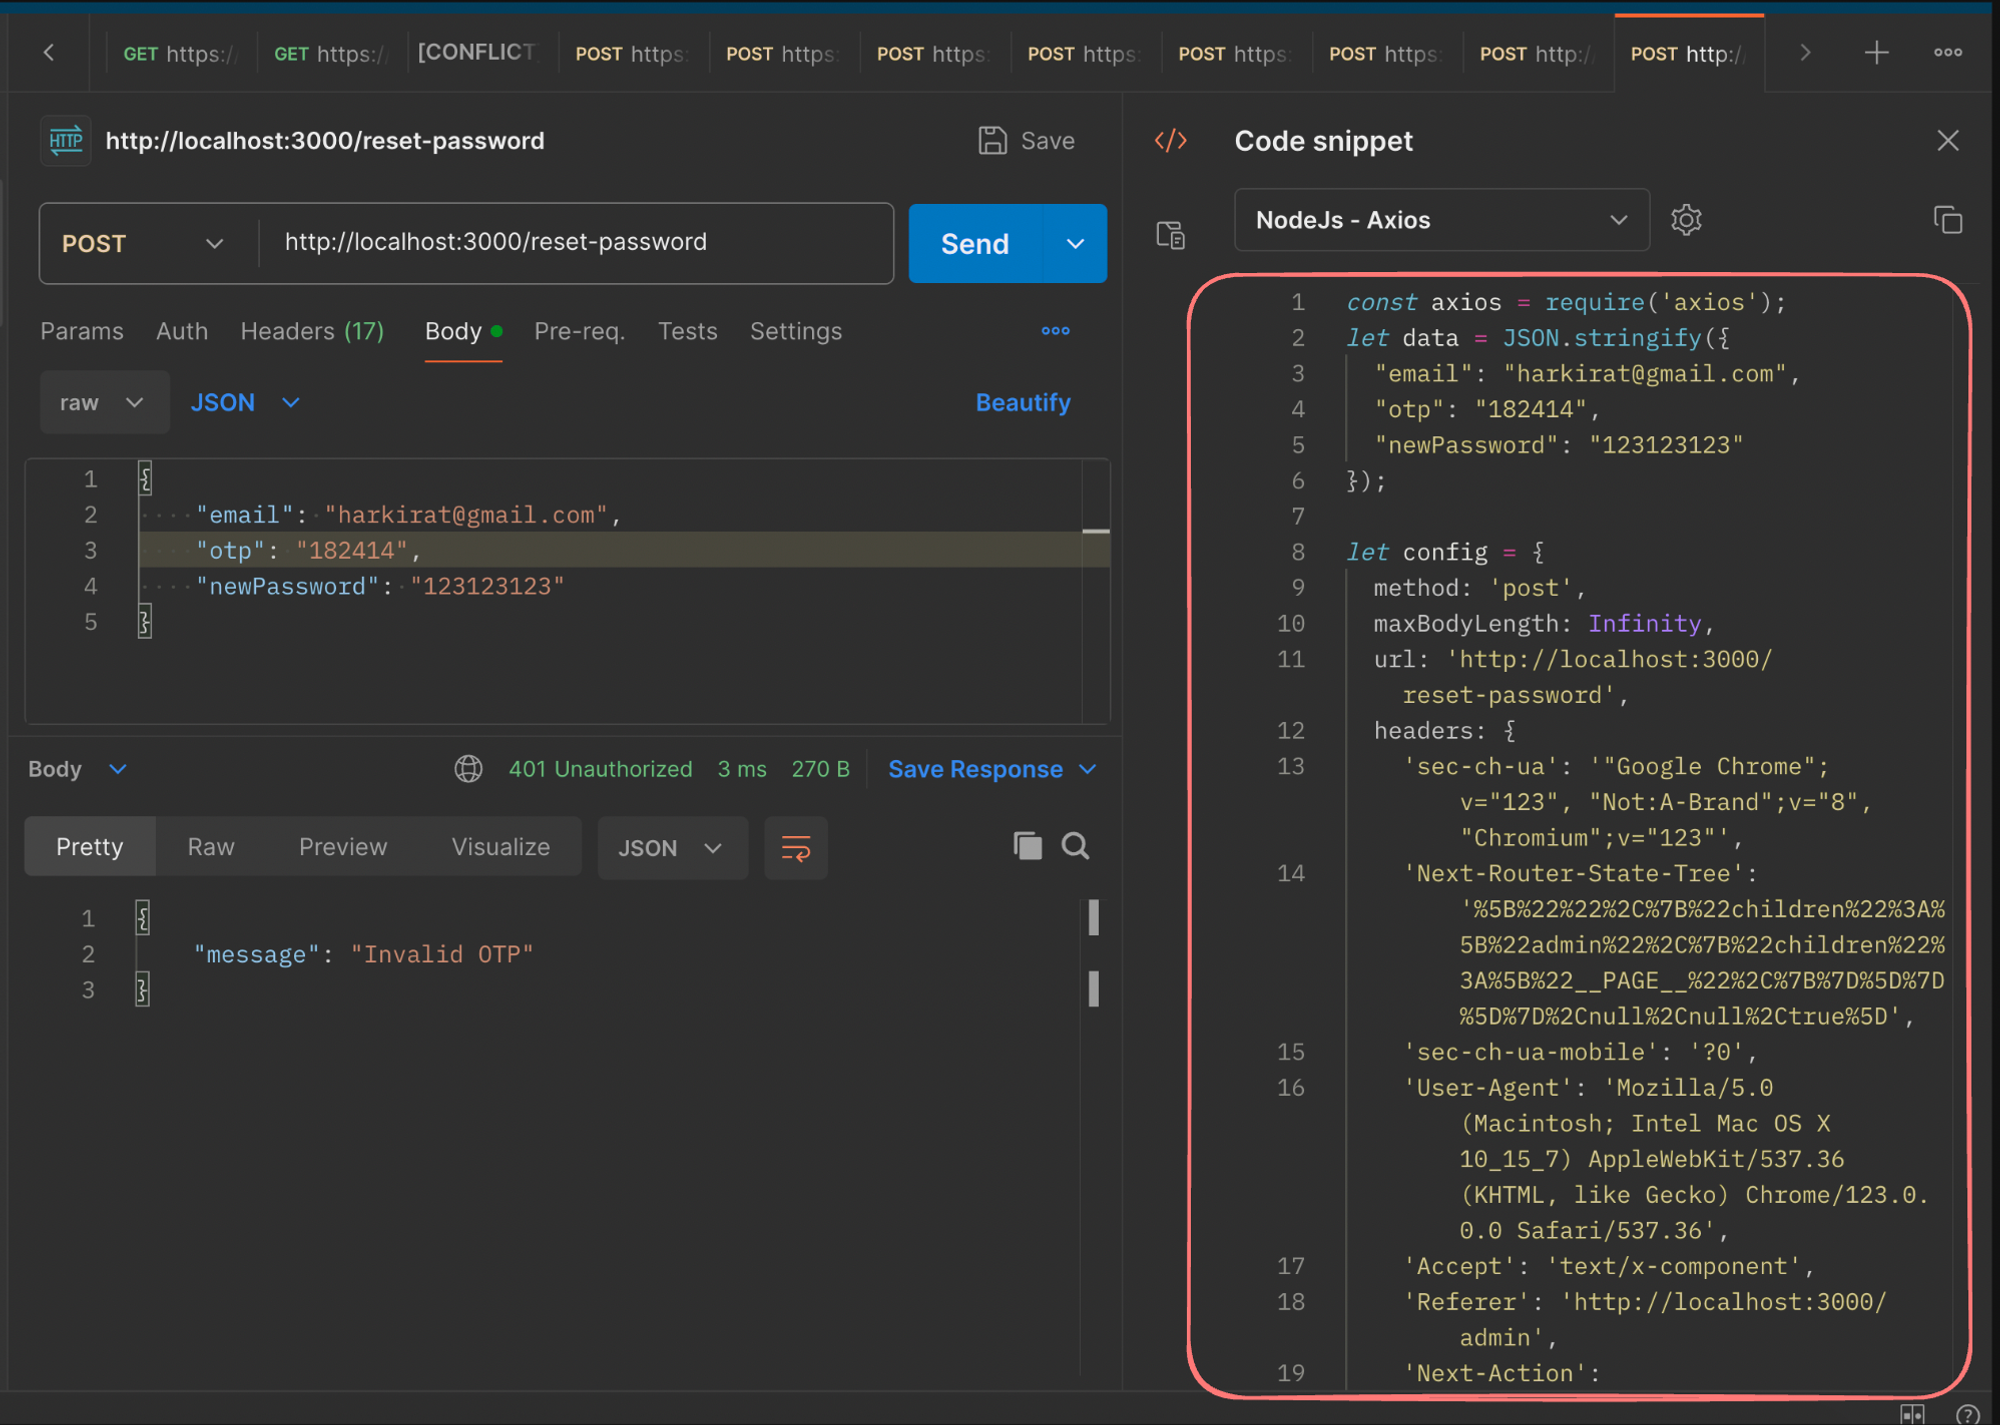 GET https:/
GET https:/
[CONFLICT
POST https:
POST https:
POST https:
POST https:
POST https:
POST https:
POST http:/
POST http:/
HTTP
http://localhost:3000/reset-password
Save
POST
http://localhost:3000/reset-password
Send
Params
Auth
Headers (17)
Body
Pre-req.
Tests
Settings
raw
JSON
Beautify
1 {
2 "email": "harkirat@gmail.com",
3 "otp": "182414",
4 "newPassword": "123123123"
5 }
Body
401 Unauthorized
3 ms
270 B
Save Response
Pretty
Raw
Preview
Visualize
JSON
1 {
2 "message": "Invalid OTP"
3 }
</> Code snippet
NodeJs - Axios
1 const axios = require('axios');
2 let data = JSON.stringify({
3 "email": "harkirat@gmail.com",
4 "otp": "182414",
5 "newPassword": "123123123"
6 });
7
8 let config = {
9 method: 'post',
10 maxBodyLength: Infinity,
11 url: 'http://localhost:3000/
reset-password',
12 headers: {
13 'sec-ch-ua': '"Google Chrome";
v="123", "Not:A-Brand";v="8",
"Chromium";v="123"',
14 'Next-Router-State-Tree':
'%5B%22%22%2C%7B%22children%22%3A%
5B%22admin%22%2C%7B%22children%22%
3A%5B%22__PAGE__%22%2C%7B%7D%5D%7D
%5D%7D%2Cnull%2Cnull%2Ctrue%5D',
15 'sec-ch-ua-mobile': '?0',
16 'User-Agent': 'Mozilla/5.0
(Macintosh; Intel Mac OS X
10_15_7) AppleWebKit/537.36
(KHTML, like Gecko) Chrome/123.0.
0.0 Safari/537.36',
17 'Accept': 'text/x-component',
18 'Referer': 'http://localhost:3000/
admin',
19 'Next-Action':